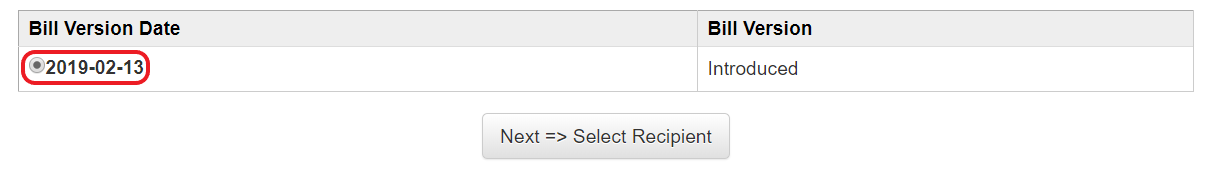 Bill Version Date Bill Version
2019-02-13 Introduced
Next => Select Recipient